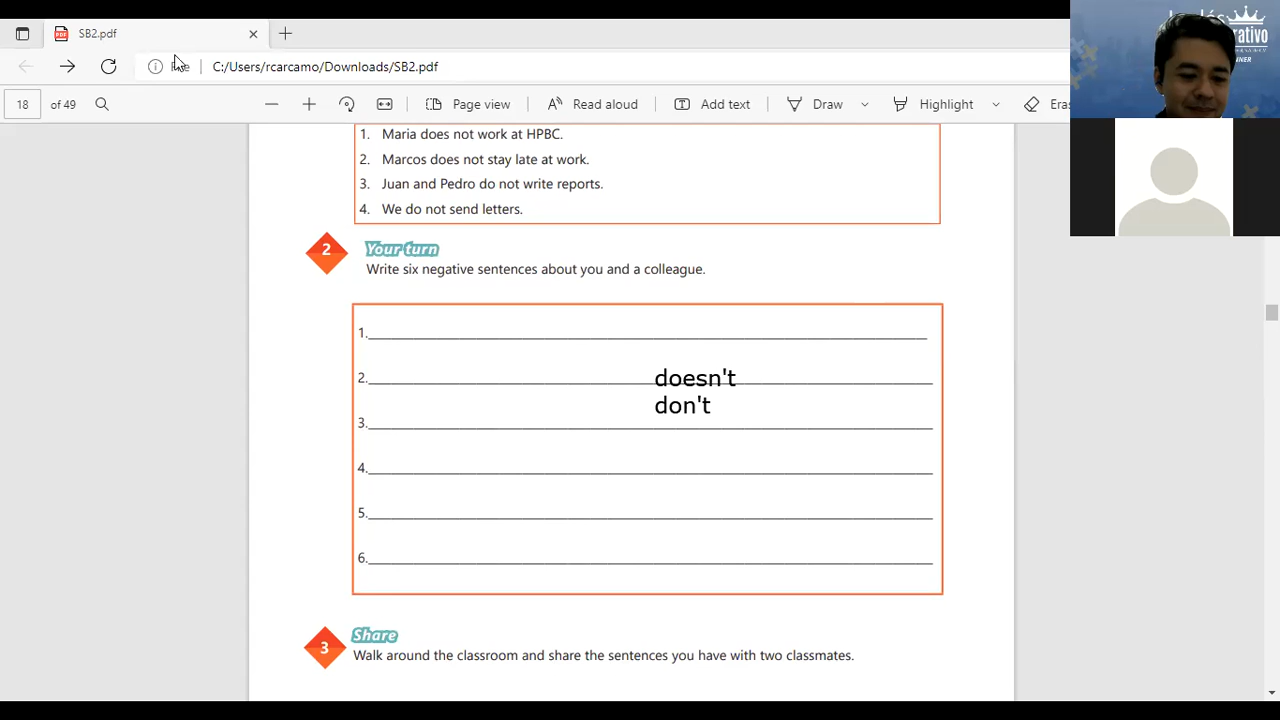 SB2.pdf
C:/Users/rcarcamo/Downloads/SB2.pdf
18 of 49
Page view
Read aloud
Add text
Draw
Highlight
1. Maria does not work at HPBC.
2. Marcos does not stay late at work.
3. Juan and Pedro do not write reports.
4. We do not send letters.
2 Your turn
Write six negative sentences about you and a colleague.
1.
2. doesn't
don't
3.
4.
5.
6.
3 Share
Walk around the classroom and share the sentences you have with two classmates.